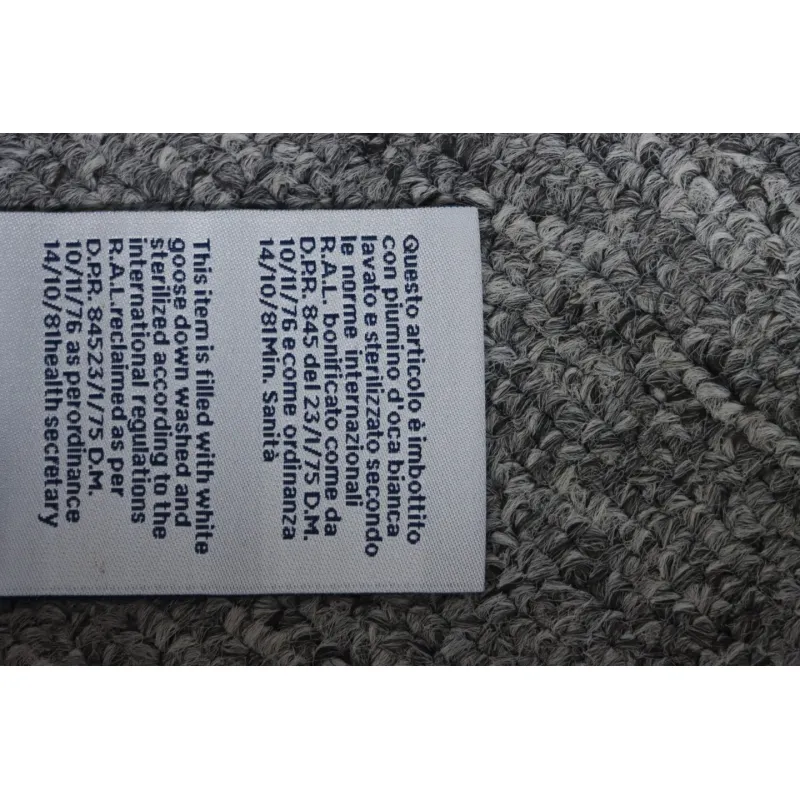 Questo articolo è imbottito
con piumino d'oca bianca
lavato e sterilizzato secondo
le norme internazionali
R.A.L. bonificato come da
D.P.R. 845 del 23/1/75 D.M.
10/11/76 e come ordinanza
14/10/81 Min. Sanità
This item is filled with white
goose down washed and
sterilized according to the
international regulations
R.A.L.reclaimed as per
D.P.R. 84523/1/75 D.M.
10/11/76 as perordinance
14/10/81health secretary